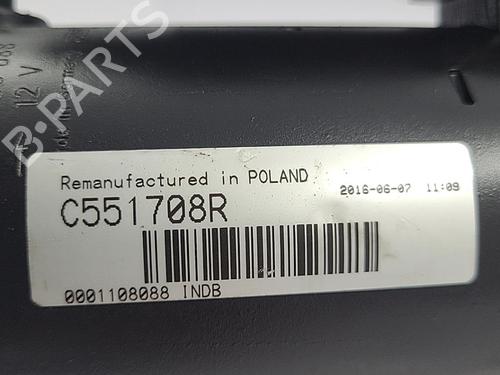 12 V
B-PARTS
Remanufactured in POLAND
2016-06-07 11:09
C551708R
0001108088 INDB